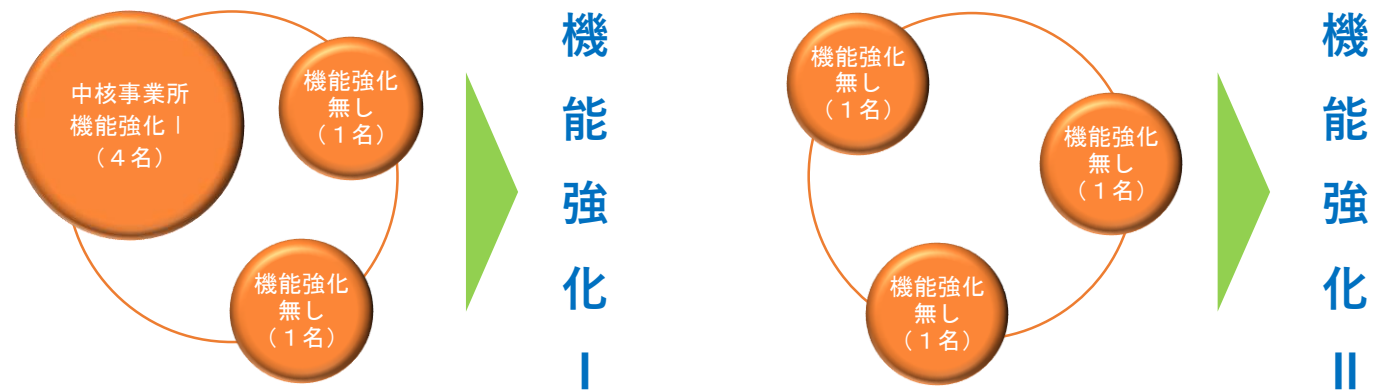 中核事業所
機能強化Ⅰ
（４名）
機能強化
無し
（１名）
機能強化
無し
（１名）
機能強化Ⅰ
機能強化
無し
（１名）
機能強化
無し
（１名）
機能強化
無し
（１名）
機能強化Ⅱ